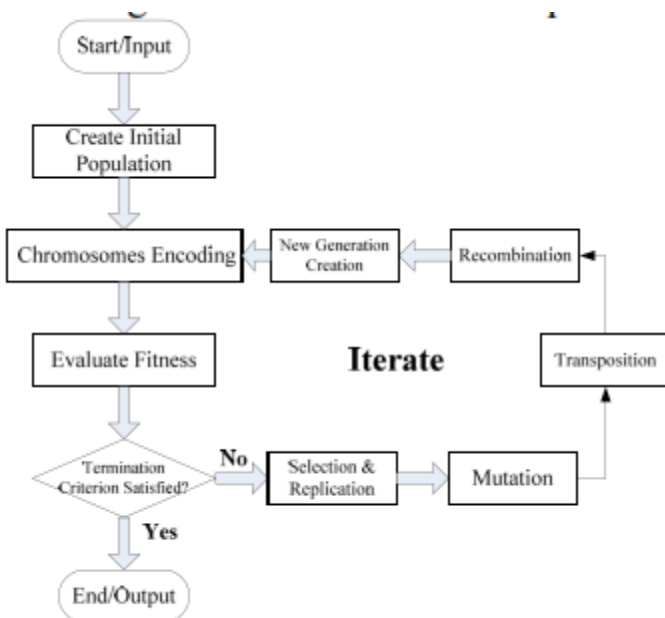 Start/Input
Create Initial
Population
Chromosomes Encoding
New Generation
Creation
Recombination
Evaluate Fitness
Iterate
Transposition
Termination
Criterion Satisfied?
No
Selection &
Replication
Mutation
Yes
End/Output